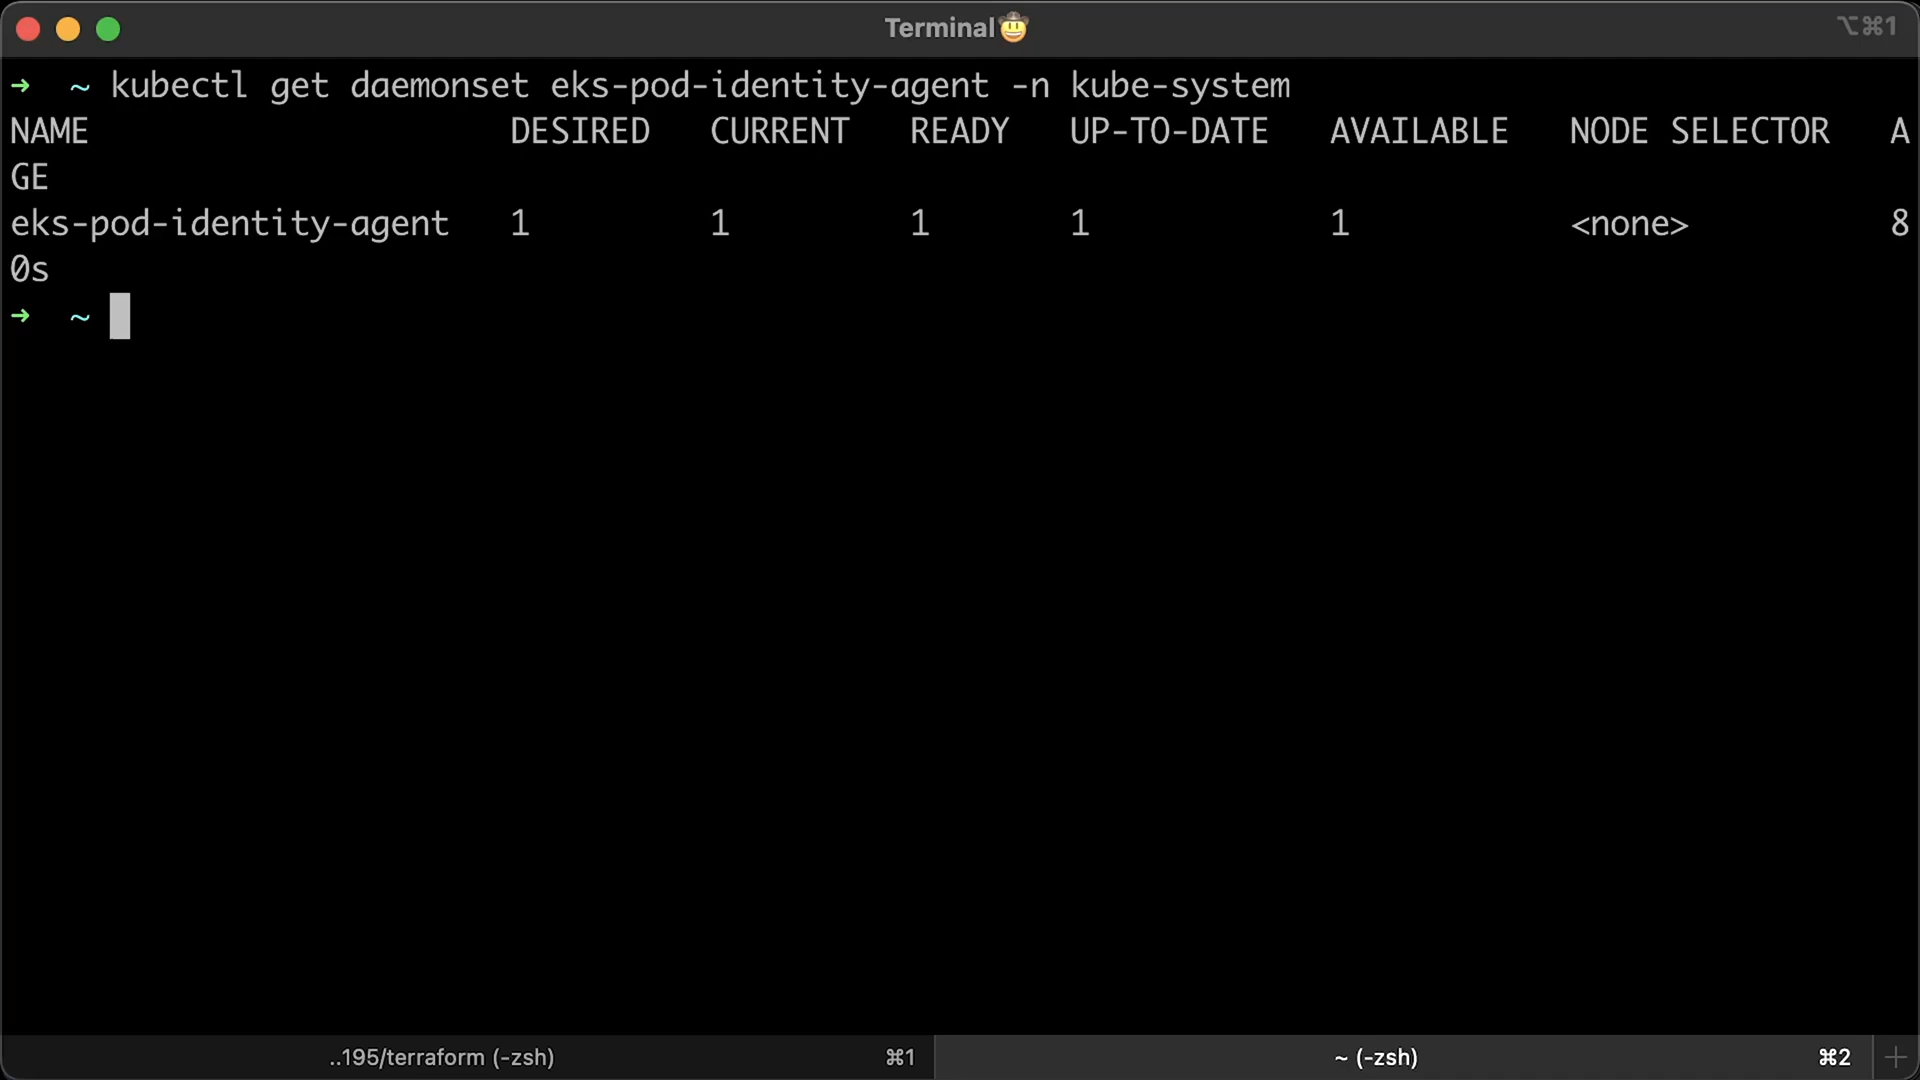 Terminal🤠 ⌥⌘1
➜ ~ kubectl get daemonset eks-pod-identity-agent -n kube-system
NAME DESIRED CURRENT READY UP-TO-DATE AVAILABLE NODE SELECTOR A
GE
eks-pod-identity-agent 1 1 1 1 1 <none> 8
0s
➜ ~
..195/terraform (-zsh) ⌘1 ~ (-zsh) ⌘2 +